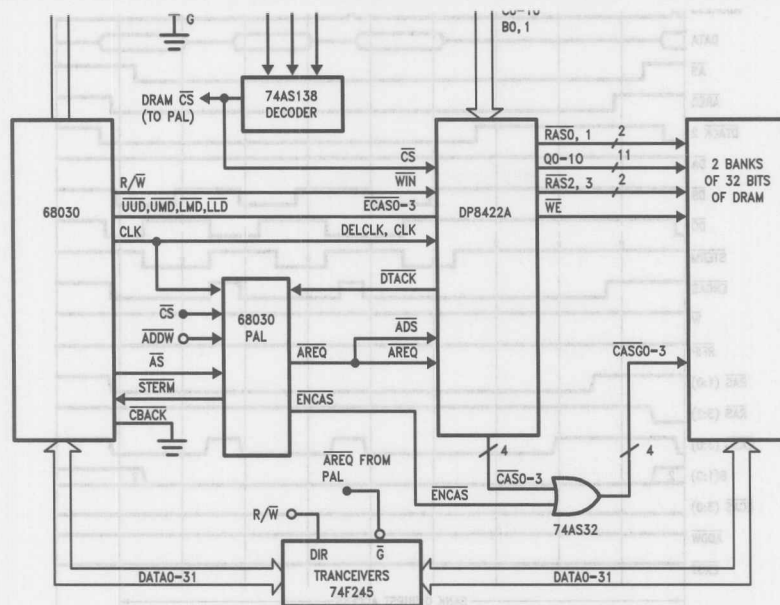 G
B0,1
DRAM CS
(TO PAL)
74AS138
DECODER
68030
CS
R/W
WIN
UUD,UMD,LMD,LLD
ECAS0-3
CLK
DELCLK, CLK
DP8422A
RAS0, 1
2
Q0-10
11
RAS2, 3
2
WE
2 BANKS
OF 32 BITS
OF DRAM
DTACK
CS
ADDW
68030
PAL
AS
STERM
CBACK
AREQ
ADS
AREQ
ENCAS
CASG0-3
4
4
CAS0-3
ENCAS
74AS32
AREQ FROM
PAL
R/W
DIR
G
TRANCEIVERS
74F245
DATA0-31
DATA0-31